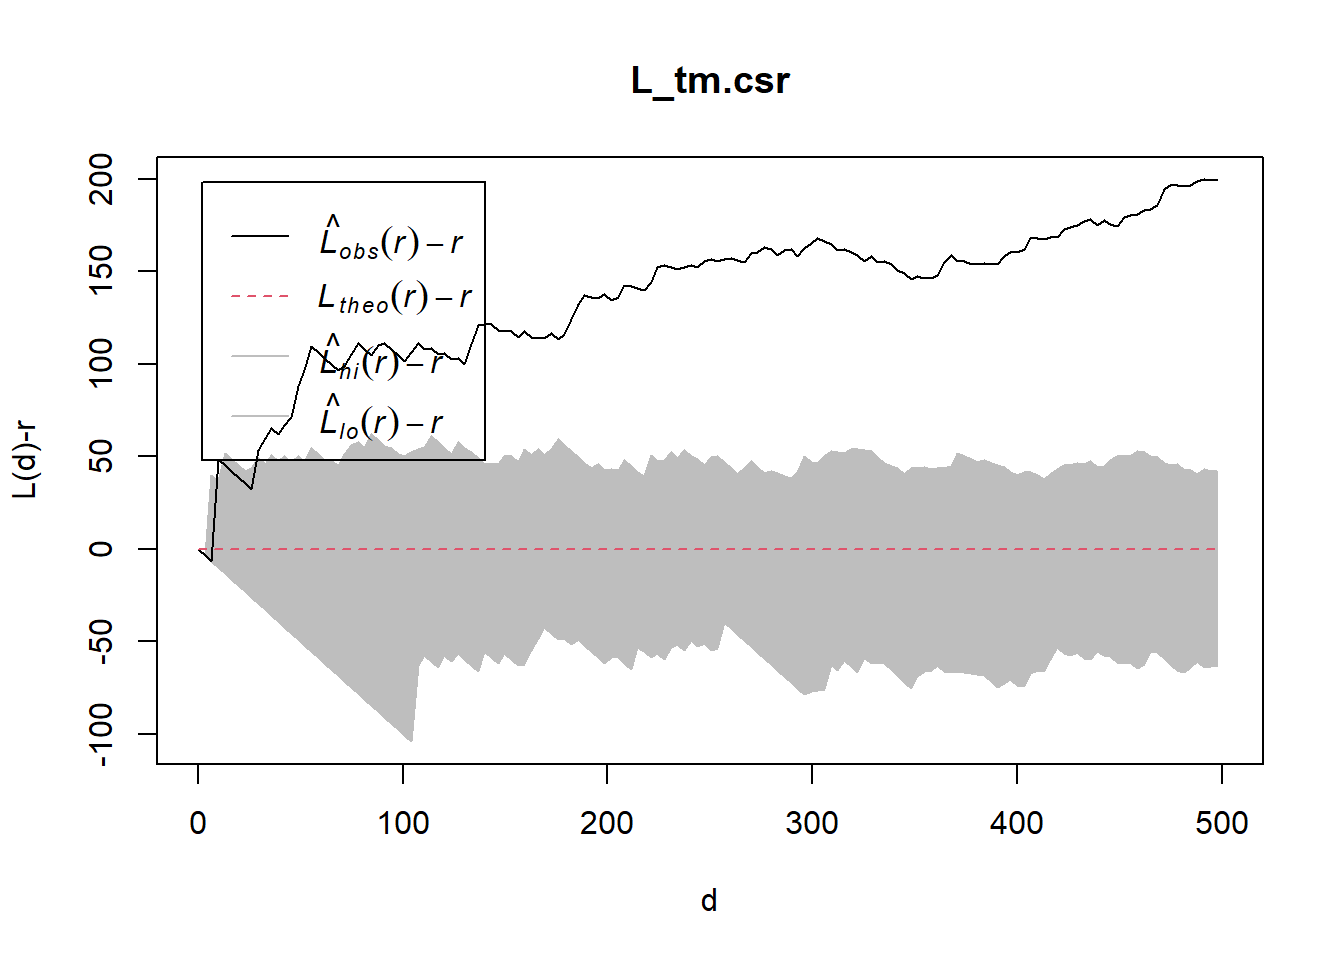 L_tm.csr
L̂obs(r) − r
Ltheo(r) − r
L̂hi(r) − r
L̂lo(r) − r
L(d)-r
200
150
100
50
0
-50
-100
0 100 200 300 400 500
d